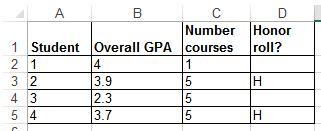 A B C D
1 Student Overall GPA Number courses Honor roll?
2 1 4 1
3 2 3.9 5 H
4 3 2.3 5
5 4 3.7 5 H